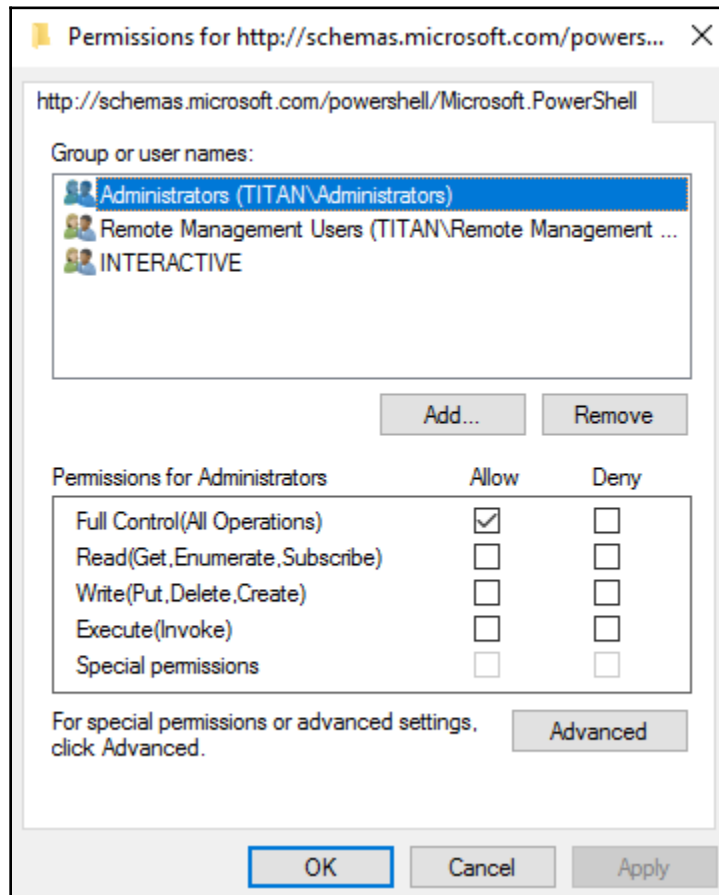 Permissions for http://schemas.microsoft.com/powers...
http://schemas.microsoft.com/powershell/Microsoft.PowerShell
Group or user names:
Administrators (TITAN\Administrators)
Remote Management Users (TITAN\Remote Management ...
INTERACTIVE
Add... Remove
Permissions for Administrators Allow Deny
Full Control(All Operations)
Read(Get,Enumerate,Subscribe)
Write(Put,Delete,Create)
Execute(Invoke)
Special permissions
For special permissions or advanced settings,
click Advanced.
Advanced
OK Cancel Apply